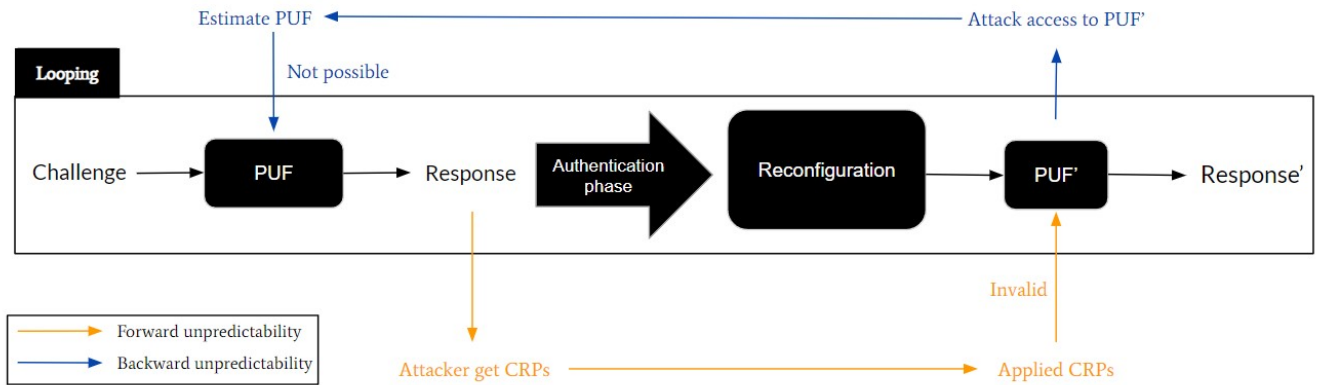 Estimate PUF
Attack access to PUF’
Looping
Not possible
Challenge
PUF
Response
Authentication
phase
Reconfiguration
PUF’
Response’
Invalid
Forward unpredictability
Backward unpredictability
Attacker get CRPs
Applied CRPs